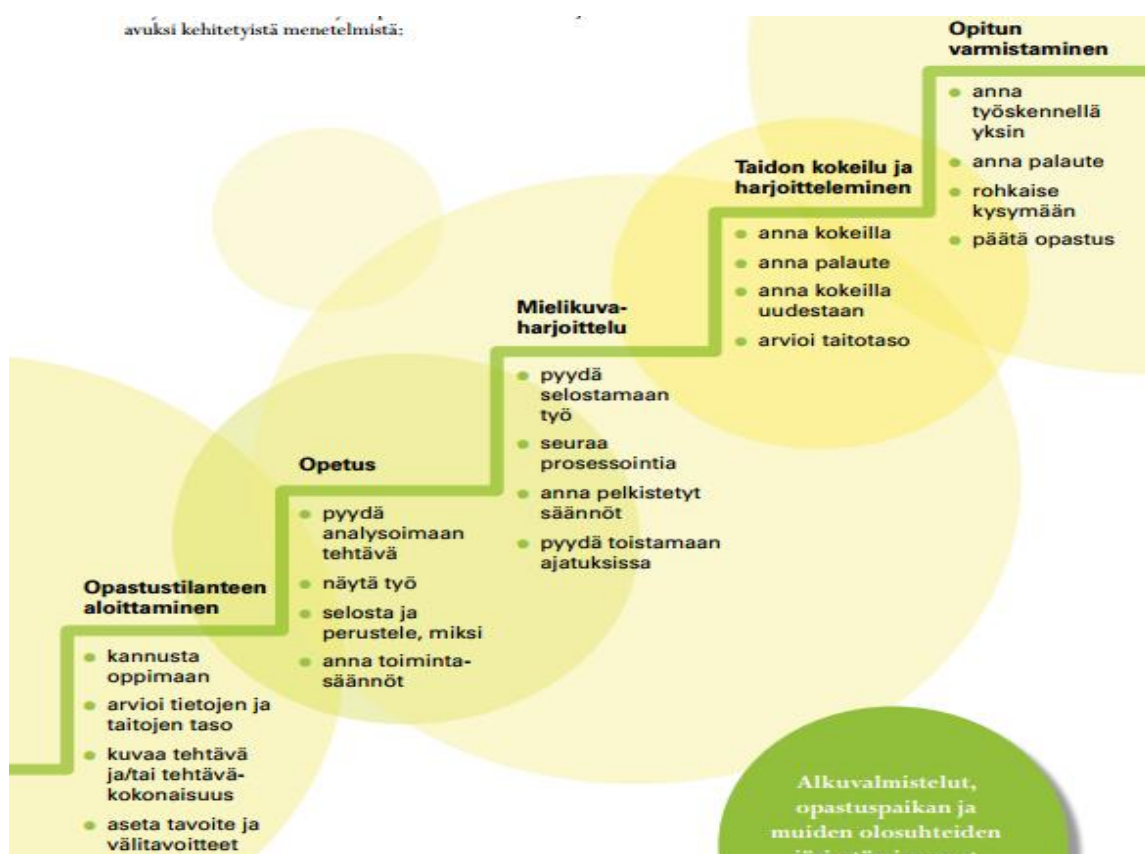 avuksi kehitetyistä menetelmistä:
Opitun
varmistaminen
• anna
työskennellä
yksin
• anna palaute
• rohkaise
kysymään
• päätä opastus
Taidon kokeilu ja
harjoitteleminen
• anna kokeilla
• anna palaute
• anna kokeilla
uudestaan
• arvioi taitotaso
Mielikuva-
harjoittelu
• pyydä
selostamaan
työ
• seuraa
prosessointia
• anna pelkistetyt
säännöt
• pyydä toistamaan
ajatuksissa
Opetus
• pyydä
analysoimaan
tehtävä
• näytä työ
• selosta ja
perustele, miksi
• anna toiminta-
säännöt
Opastustilanteen
aloittaminen
• kannusta
oppimaan
• arvioi tietojen ja
taitojen taso
• kuvaa tehtävä
ja/tai tehtävä-
kokonaisuus
• aseta tavoite ja
välitavoitteet
Alkuvalmistelut,
opastuspaikan ja
muiden olosuhteiden